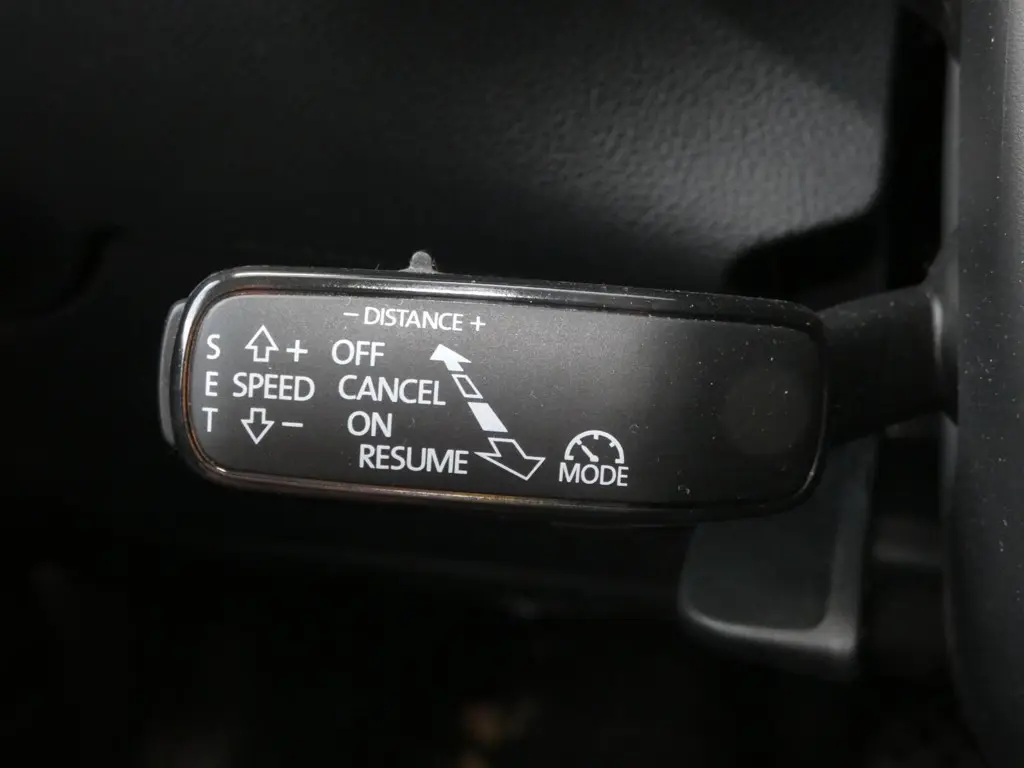 − DISTANCE +
S + OFF
E SPEED CANCEL
T − ON
RESUME
MODE